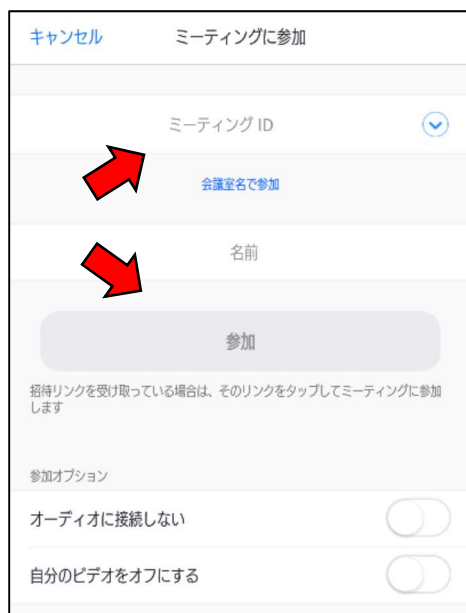 キャンセル ミーティングに参加
ミーティング ID
会議室名で参加
名前
参加
招待リンクを受け取っている場合は、そのリンクをタップしてミーティングに参加
します
参加オプション
オーディオに接続しない
自分のビデオをオフにする